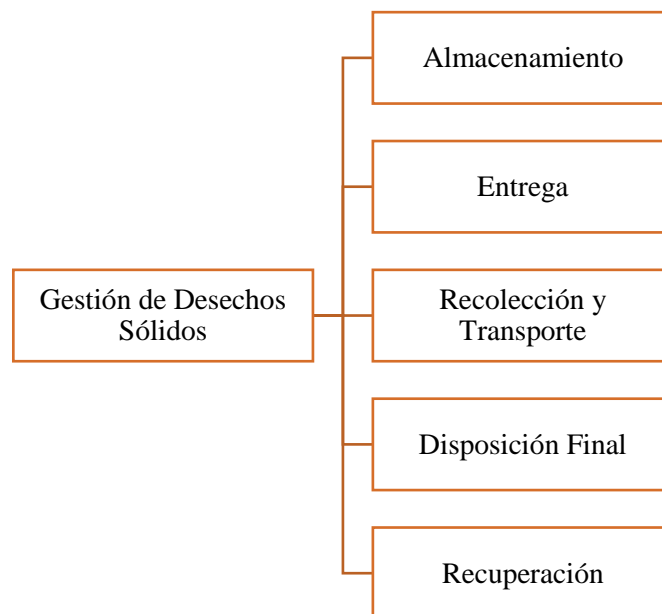 Almacenamiento
Entrega
Gestión de Desechos
Sólidos
Recolección y
Transporte
Disposición Final
Recuperación